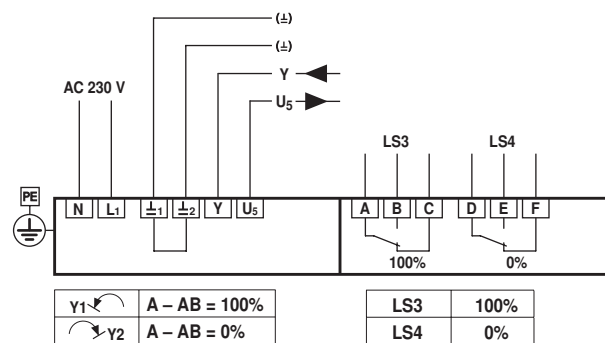 (⊥)
(⊥)
Y
AC 230 V
U5
LS3 LS4
PE
N L1 ⊥1 ⊥2 Y U5 A B C D E F
100% 0%
Y1 A – AB = 100%
Y2 A – AB = 0%
LS3 100%
LS4 0%